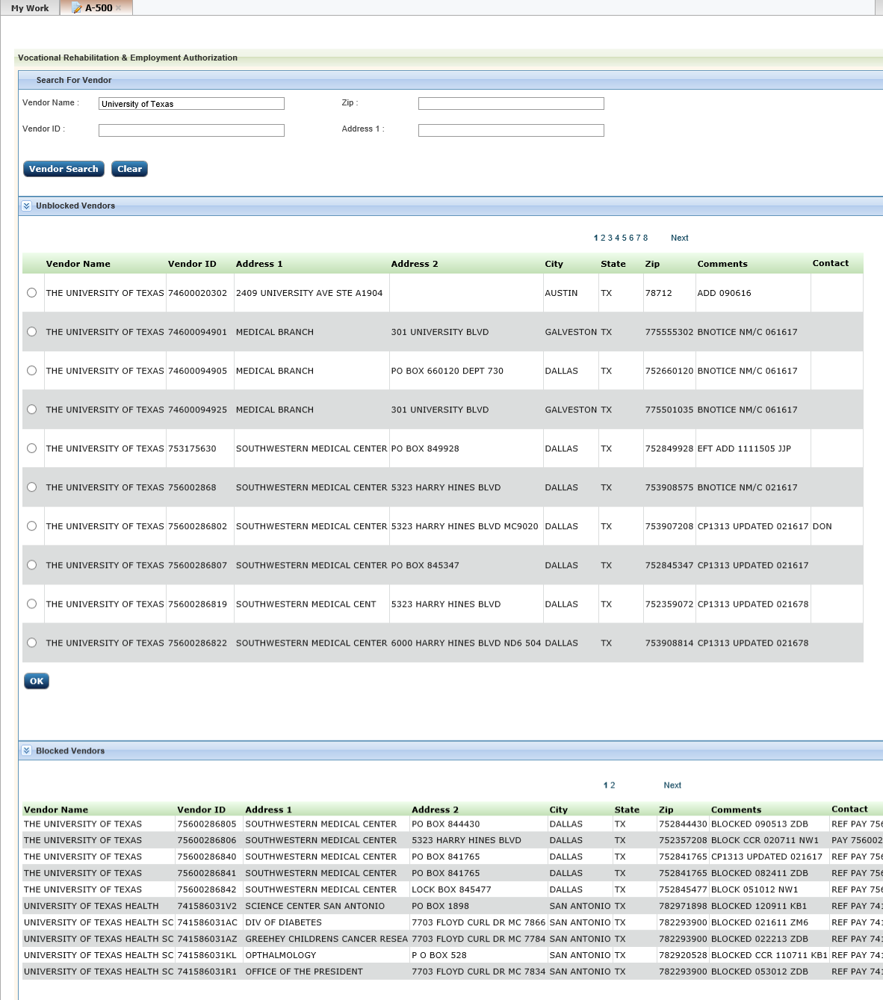 My Work A-500
Vocational Rehabilitation & Employment Authorization
Search For Vendor
Vendor Name : University of Texas Zip :
Vendor ID : Address 1 :
Vendor Search Clear
Unblocked Vendors
1 2 3 4 5 6 7 8 Next
Vendor Name Vendor ID Address 1 Address 2 City State Zip Comments Contact
THE UNIVERSITY OF TEXAS 74600020302 2409 UNIVERSITY AVE STE A1904 AUSTIN TX 78712 ADD 090616
THE UNIVERSITY OF TEXAS 74600094901 MEDICAL BRANCH 301 UNIVERSITY BLVD GALVESTON TX 775555302 BNOTICE NM/C 061617
THE UNIVERSITY OF TEXAS 74600094905 MEDICAL BRANCH PO BOX 660120 DEPT 730 DALLAS TX 752660120 BNOTICE NM/C 061617
THE UNIVERSITY OF TEXAS 74600094925 MEDICAL BRANCH 301 UNIVERSITY BLVD GALVESTON TX 775501035 BNOTICE NM/C 061617
THE UNIVERSITY OF TEXAS 753175630 SOUTHWESTERN MEDICAL CENTER PO BOX 849928 DALLAS TX 752849928 EFT ADD 1111505 JJP
THE UNIVERSITY OF TEXAS 756002868 SOUTHWESTERN MEDICAL CENTER 5323 HARRY HINES BLVD DALLAS TX 753908575 BNOTICE NM/C 021617
THE UNIVERSITY OF TEXAS 75600286802 SOUTHWESTERN MEDICAL CENTER 5323 HARRY HINES BLVD MC9020 DALLAS TX 753907208 CP1313 UPDATED 021617 DON
THE UNIVERSITY OF TEXAS 75600286807 SOUTHWESTERN MEDICAL CENTER PO BOX 845347 DALLAS TX 752845347 CP1313 UPDATED 021617
THE UNIVERSITY OF TEXAS 75600286819 SOUTHWESTERN MEDICAL CENT 5323 HARRY HINES BLVD DALLAS TX 752359072 CP1313 UPDATED 021678
THE UNIVERSITY OF TEXAS 75600286822 SOUTHWESTERN MEDICAL CENTER 6000 HARRY HINES BLVD ND6 504 DALLAS TX 753908814 CP1313 UPDATED 021678
OK
Blocked Vendors
1 2 Next
Vendor Name Vendor ID Address 1 Address 2 City State Zip Comments Contact
THE UNIVERSITY OF TEXAS 75600286805 SOUTHWESTERN MEDICAL CENTER PO BOX 844430 DALLAS TX 752844430 BLOCKED 090513 ZDB REF PAY 756
THE UNIVERSITY OF TEXAS 75600286806 SOUTHWESTERN MEDICAL CENTER 5323 HARRY HINES BLVD DALLAS TX 752357208 BLOCK CCR 020711 NW1 PAY 756002
THE UNIVERSITY OF TEXAS 75600286840 SOUTHWESTERN MEDICAL CENTER PO BOX 841765 DALLAS TX 752841765 CP1313 UPDATED 021617 REF PAY 756
THE UNIVERSITY OF TEXAS 75600286841 SOUTHWESTERN MEDICAL CENTER PO BOX 841765 DALLAS TX 752841765 BLOCKED 082411 ZDB REF PAY 756
THE UNIVERSITY OF TEXAS 75600286842 SOUTHWESTERN MEDICAL CENTER LOCK BOX 845477 DALLAS TX 752845477 BLOCK 051012 NW1 REF PAY 756
UNIVERSITY OF TEXAS HEALTH 741586031V2 SCIENCE CENTER SAN ANTONIO PO BOX 1898 SAN ANTONIO TX 782971898 BLOCKED 120911 KB1 REF PAY 741
UNIVERSITY OF TEXAS HEALTH SC 741586031AC DIV OF DIABETES 7703 FLOYD CURL DR MC 7866 SAN ANTONIO TX 782293900 BLOCKED 021611 ZM6 REF PAY 741
UNIVERSITY OF TEXAS HEALTH SC 741586031AZ GREEHEY CHILDRENS CANCER RESEA 7703 FLOYD CURL DR MC 7784 SAN ANTONIO TX 782293900 BLOCKED 022213 ZDB REF PAY 741
UNIVERSITY OF TEXAS HEALTH SC 741586031KL OPTHALMOLOGY P O BOX 528 SAN ANTONIO TX 782920528 BLOCKED CCR 110711 KB1 REF PAY 741
UNIVERSITY OF TEXAS HEALTH SC 741586031R1 OFFICE OF THE PRESIDENT 7703 FLOYD CURL DR MC 7834 SAN ANTONIO TX 782293900 BLOCKED 053012 ZDB REF PAY 741